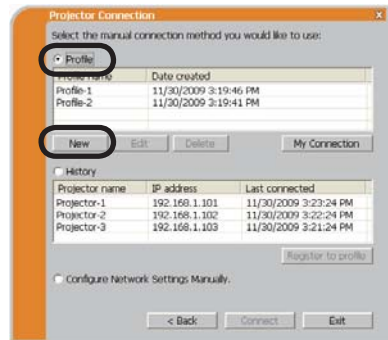 Projector Connection
Select the manual connection method you would like to use:
Profile
Profile name Date created
Profile-1 11/30/2009 3:19:46 PM
Profile-2 11/30/2009 3:19:41 PM
New Edit Delete My Connection
History
Projector name IP address Last connected
Projector-1 192.168.1.101 11/30/2009 3:23:24 PM
Projector-2 192.168.1.102 11/30/2009 3:22:24 PM
Projector-3 192.168.1.103 11/30/2009 3:21:24 PM
Register to profile
Configure Network Settings Manually.
< Back Connect Exit